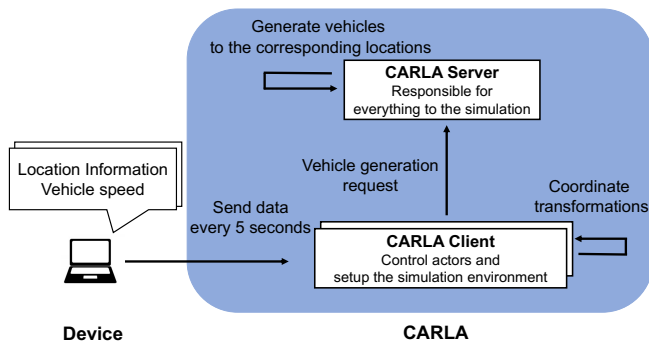 Generate vehicles
to the corresponding locations
CARLA Server
Responsible for
everything to the simulation
Location Information
Vehicle speed
Vehicle generation
request
Coordinate
transformations
Send data
every 5 seconds
CARLA Client
Control actors and
setup the simulation environment
Device
CARLA